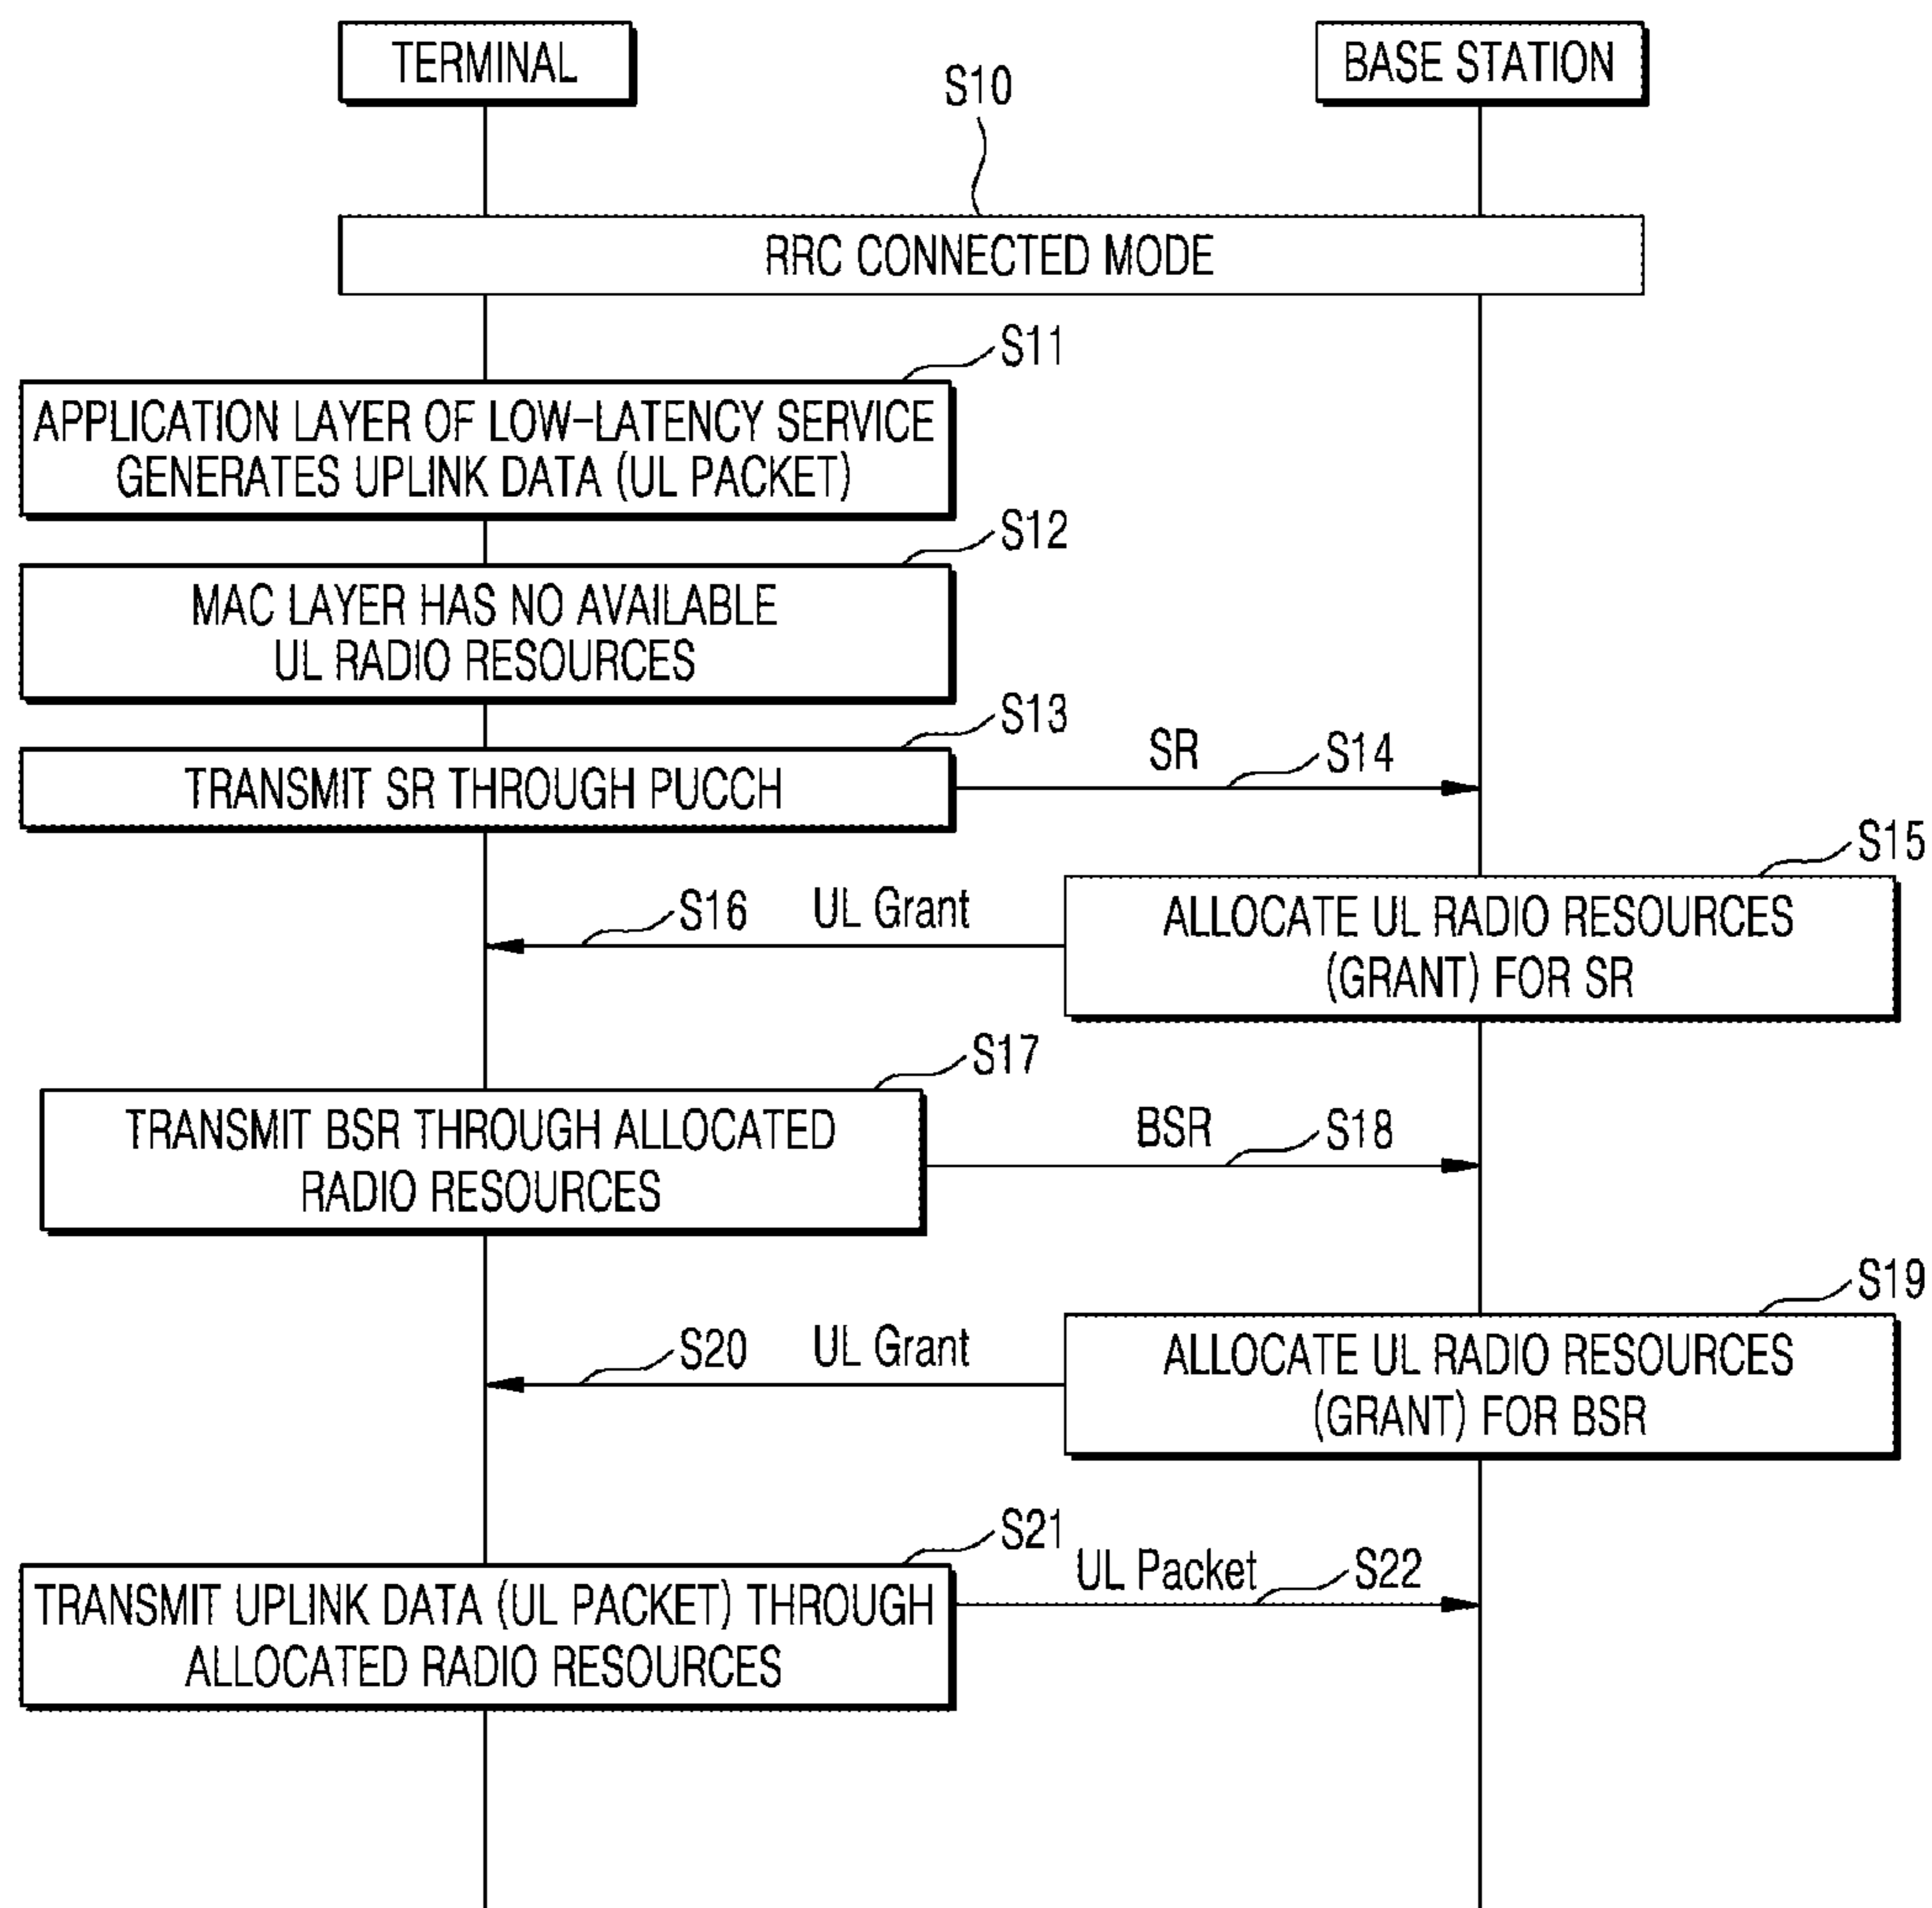 TERMINAL
BASE STATION
S10
RRC CONNECTED MODE
S11
APPLICATION LAYER OF LOW-LATENCY SERVICE
GENERATES UPLINK DATA (UL PACKET)
S12
MAC LAYER HAS NO AVAILABLE
UL RADIO RESOURCES
S13
TRANSMIT SR THROUGH PUCCH
SR
S14
S15
ALLOCATE UL RADIO RESOURCES
(GRANT) FOR SR
S16
UL Grant
S17
TRANSMIT BSR THROUGH ALLOCATED
RADIO RESOURCES
BSR
S18
S19
ALLOCATE UL RADIO RESOURCES
(GRANT) FOR BSR
S20
UL Grant
S21
TRANSMIT UPLINK DATA (UL PACKET) THROUGH
ALLOCATED RADIO RESOURCES
UL Packet
S22